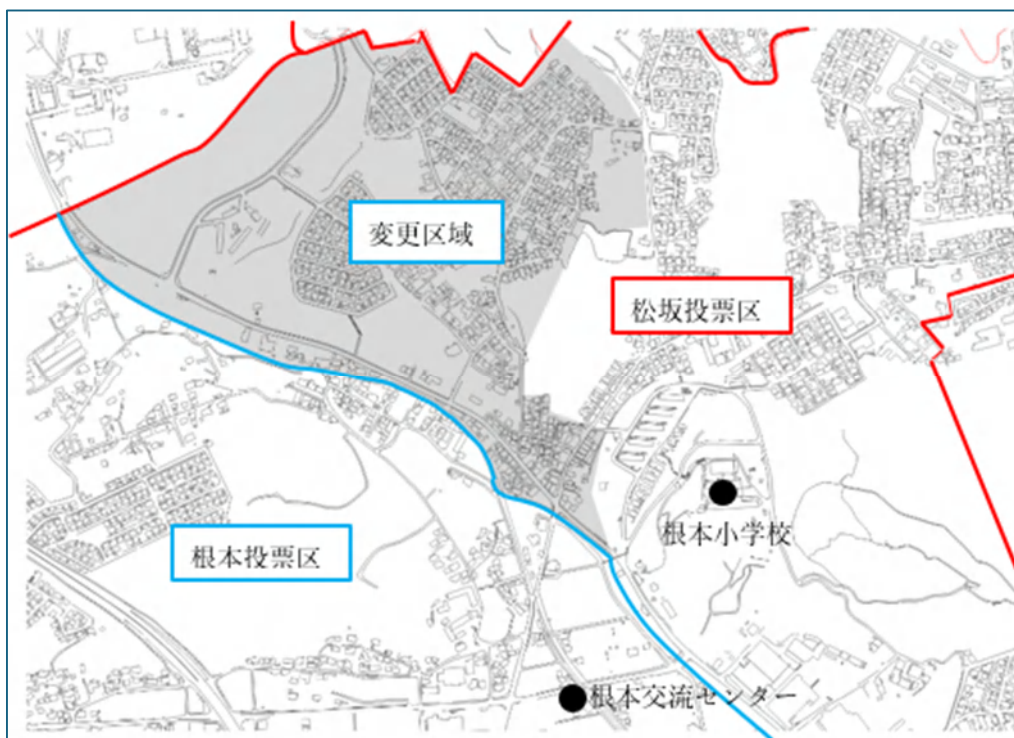 変更区域
松坂投票区
根本小学校
根本投票区
根本交流センター